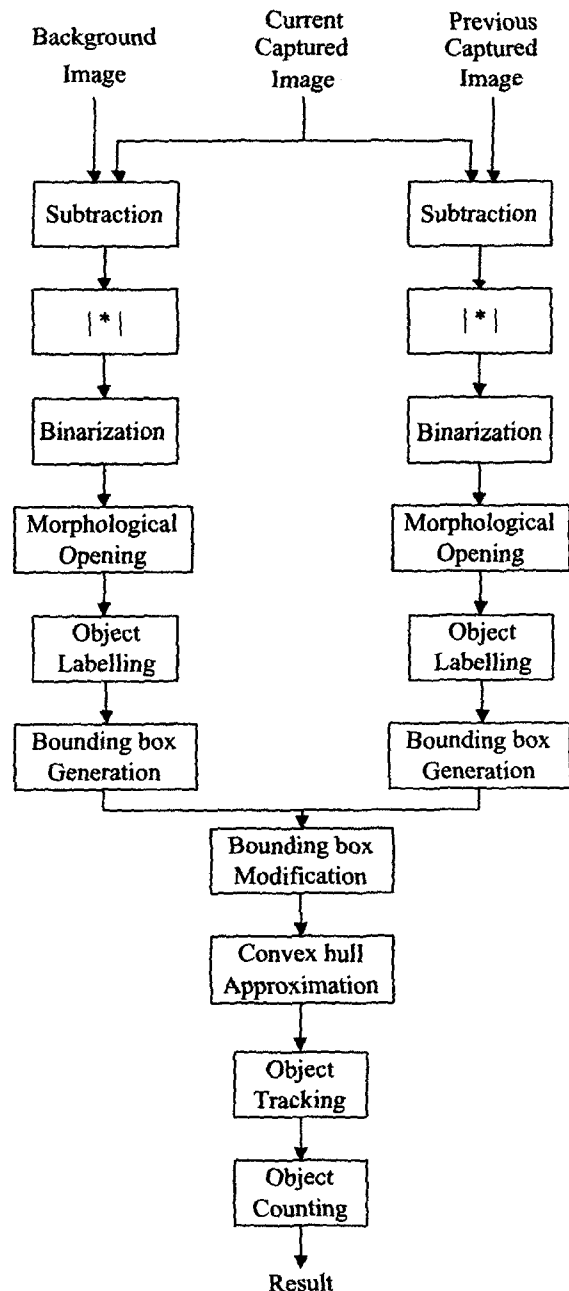 Background
Image
Current
Captured
Image
Previous
Captured
Image
Subtraction
Subtraction
| * |
| * |
Binarization
Binarization
Morphological
Opening
Morphological
Opening
Object
Labelling
Object
Labelling
Bounding box
Generation
Bounding box
Generation
Bounding box
Modification
Convex hull
Approximation
Object
Tracking
Object
Counting
Result